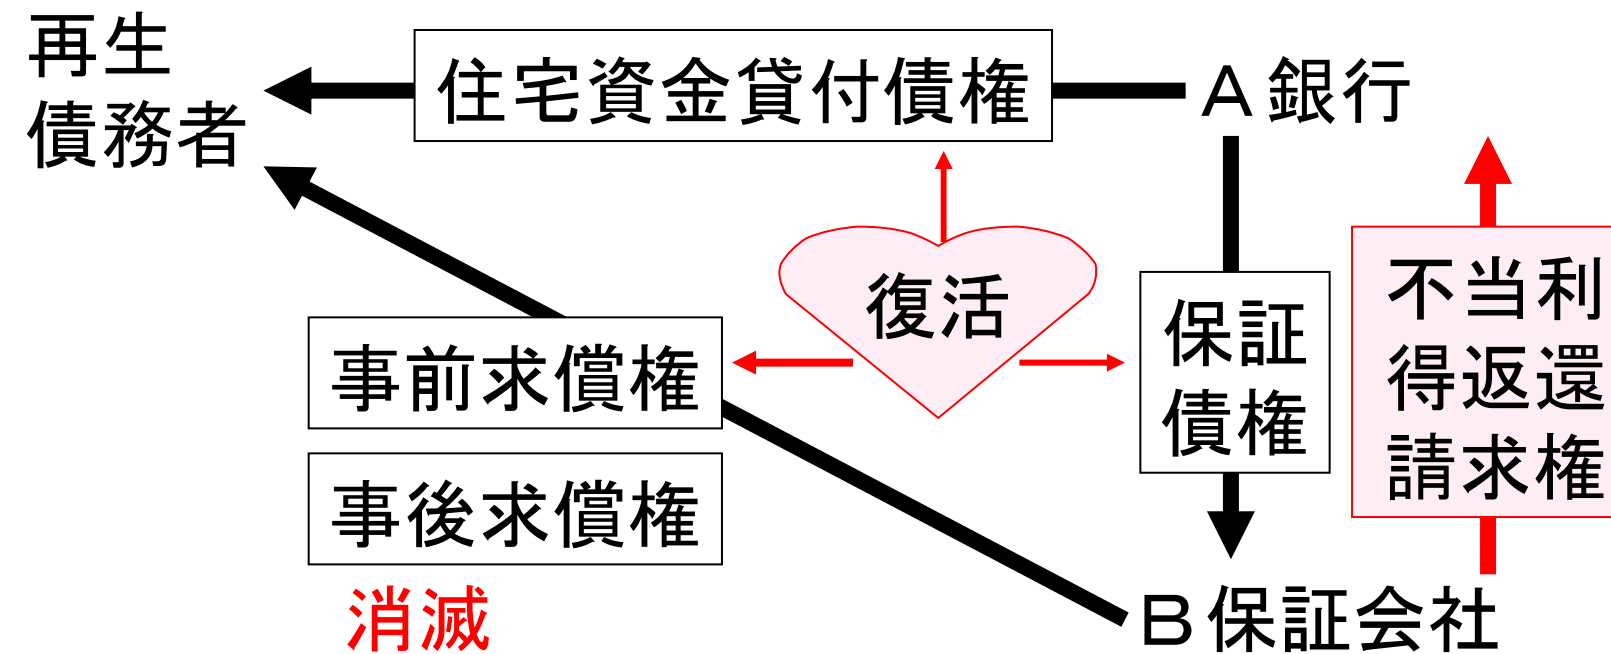 再生
債務者
住宅資金貸付債権
A銀行
復活
保証
債権
不当利
得返還
請求権
事前求償権
事後求償権
消滅
B保証会社